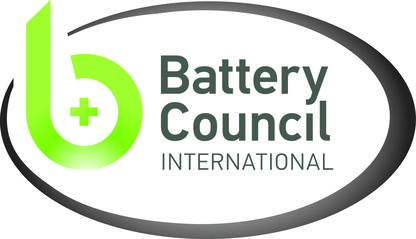 b+
Battery
Council
INTERNATIONAL